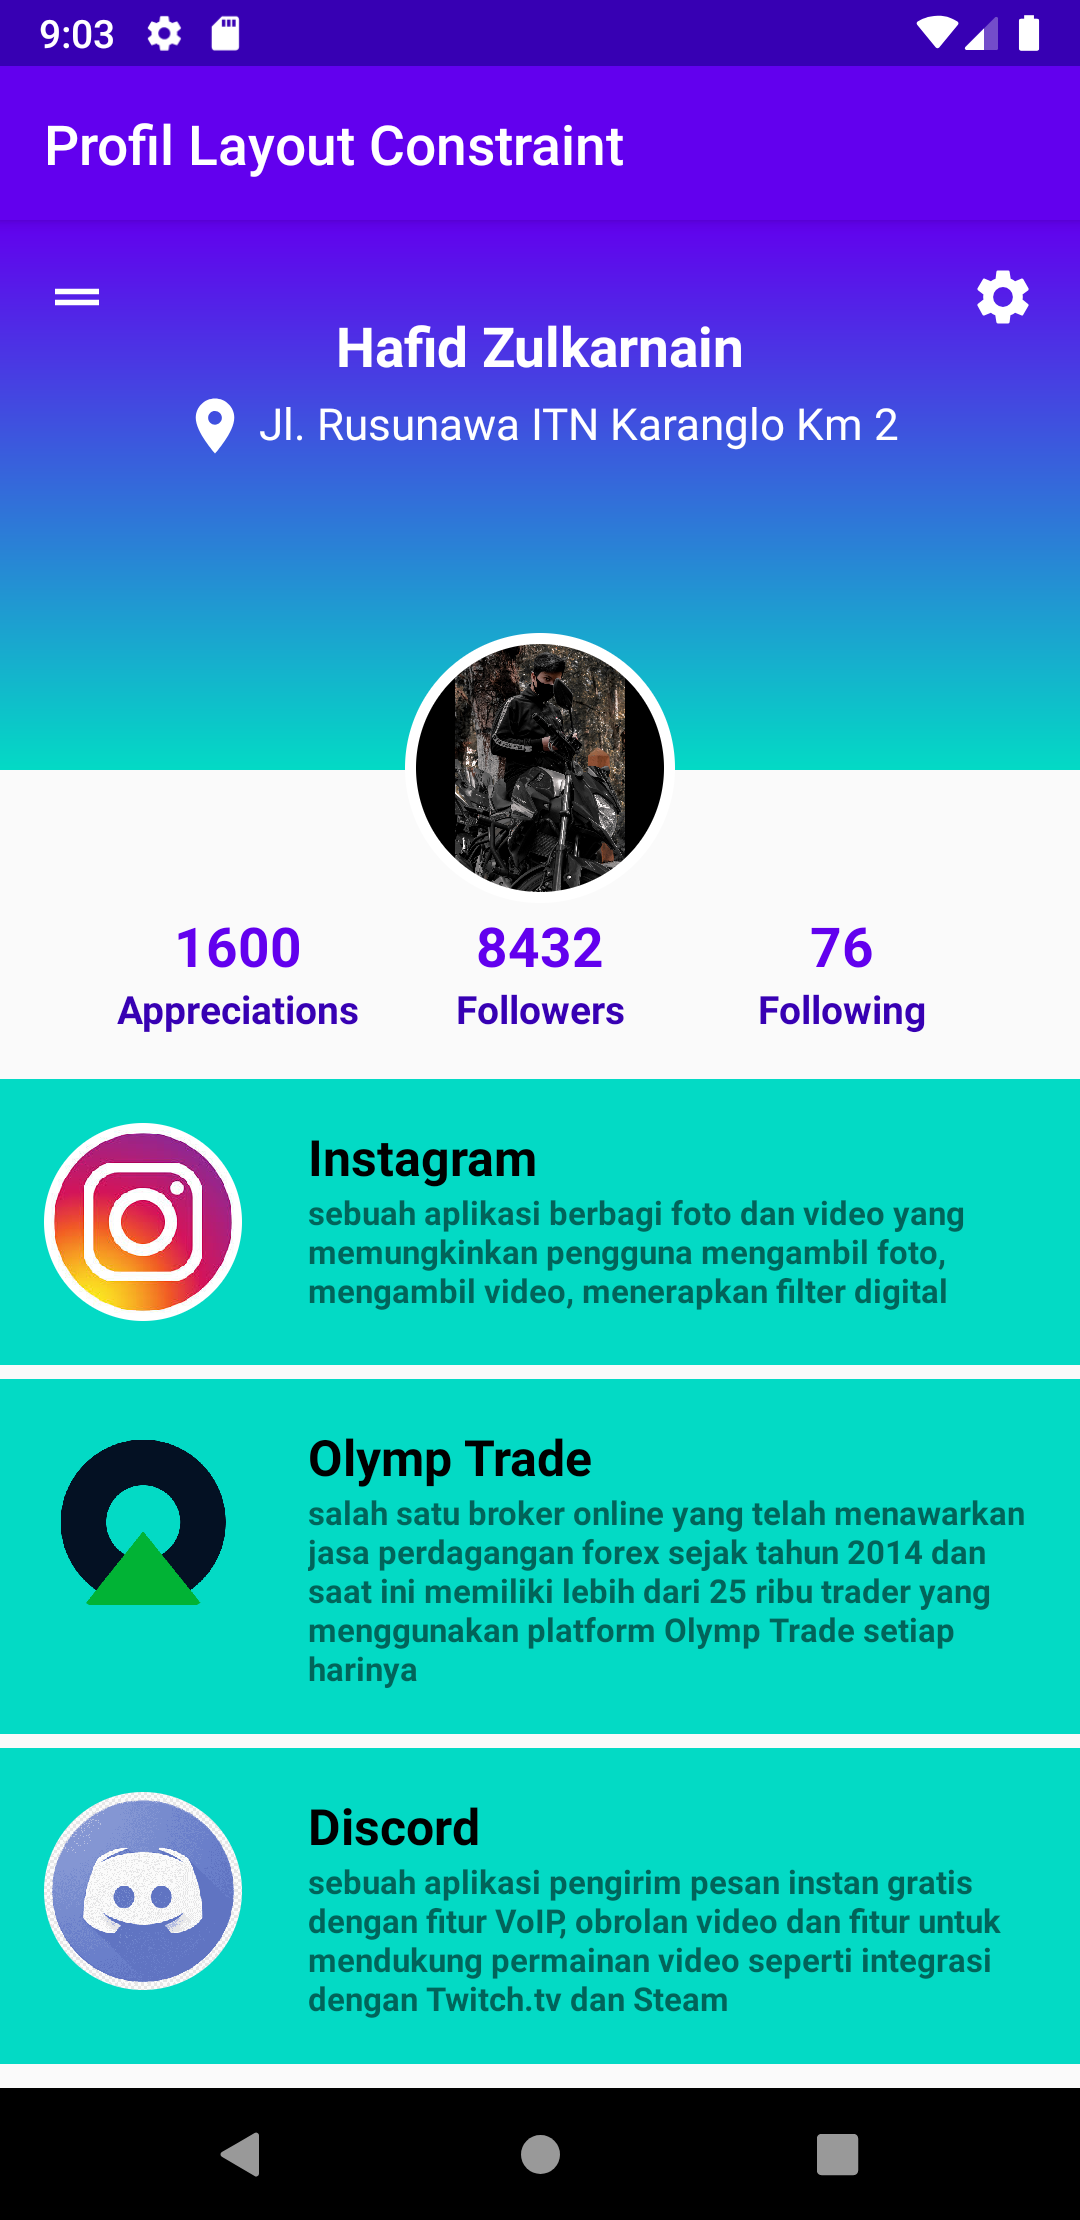 9:03
Profil Layout Constraint
Hafid Zulkarnain
Jl. Rusunawa ITN Karanglo Km 2
1600 8432 76
Appreciations Followers Following
Instagram
sebuah aplikasi berbagi foto dan video yang
memungkinkan pengguna mengambil foto,
mengambil video, menerapkan filter digital
Olymp Trade
salah satu broker online yang telah menawarkan
jasa perdagangan forex sejak tahun 2014 dan
saat ini memiliki lebih dari 25 ribu trader yang
menggunakan platform Olymp Trade setiap
harinya
Discord
sebuah aplikasi pengirim pesan instan gratis
dengan fitur VoIP, obrolan video dan fitur untuk
mendukung permainan video seperti integrasi
dengan Twitch.tv dan Steam